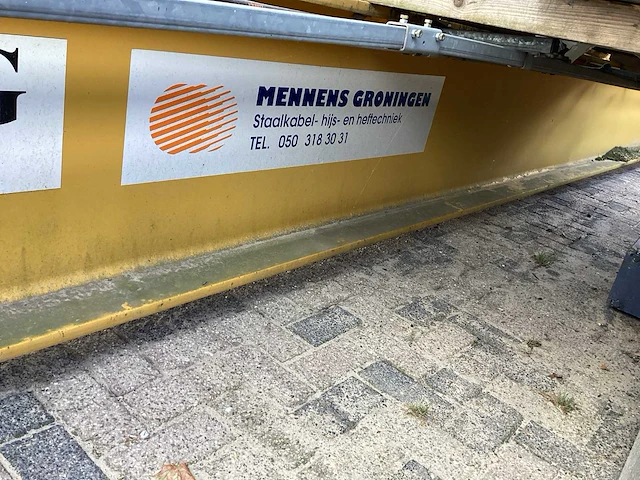 G
MENNENS GRONINGEN
Staalkabel- hijs- en heftechniek
TEL. 050 318 30 31